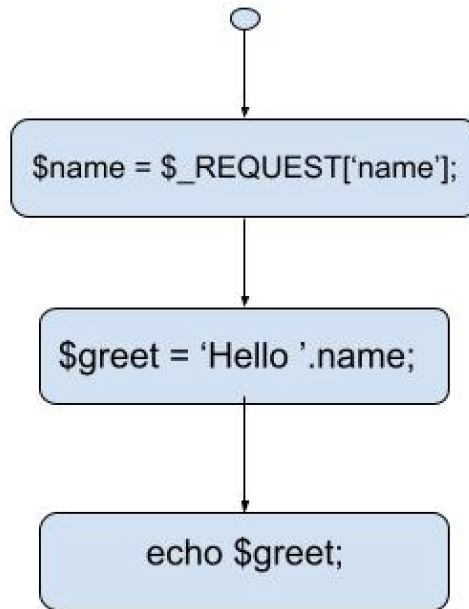 $name = $_REQUEST[‘name’];
$greet = ‘Hello ’.name;
echo $greet;